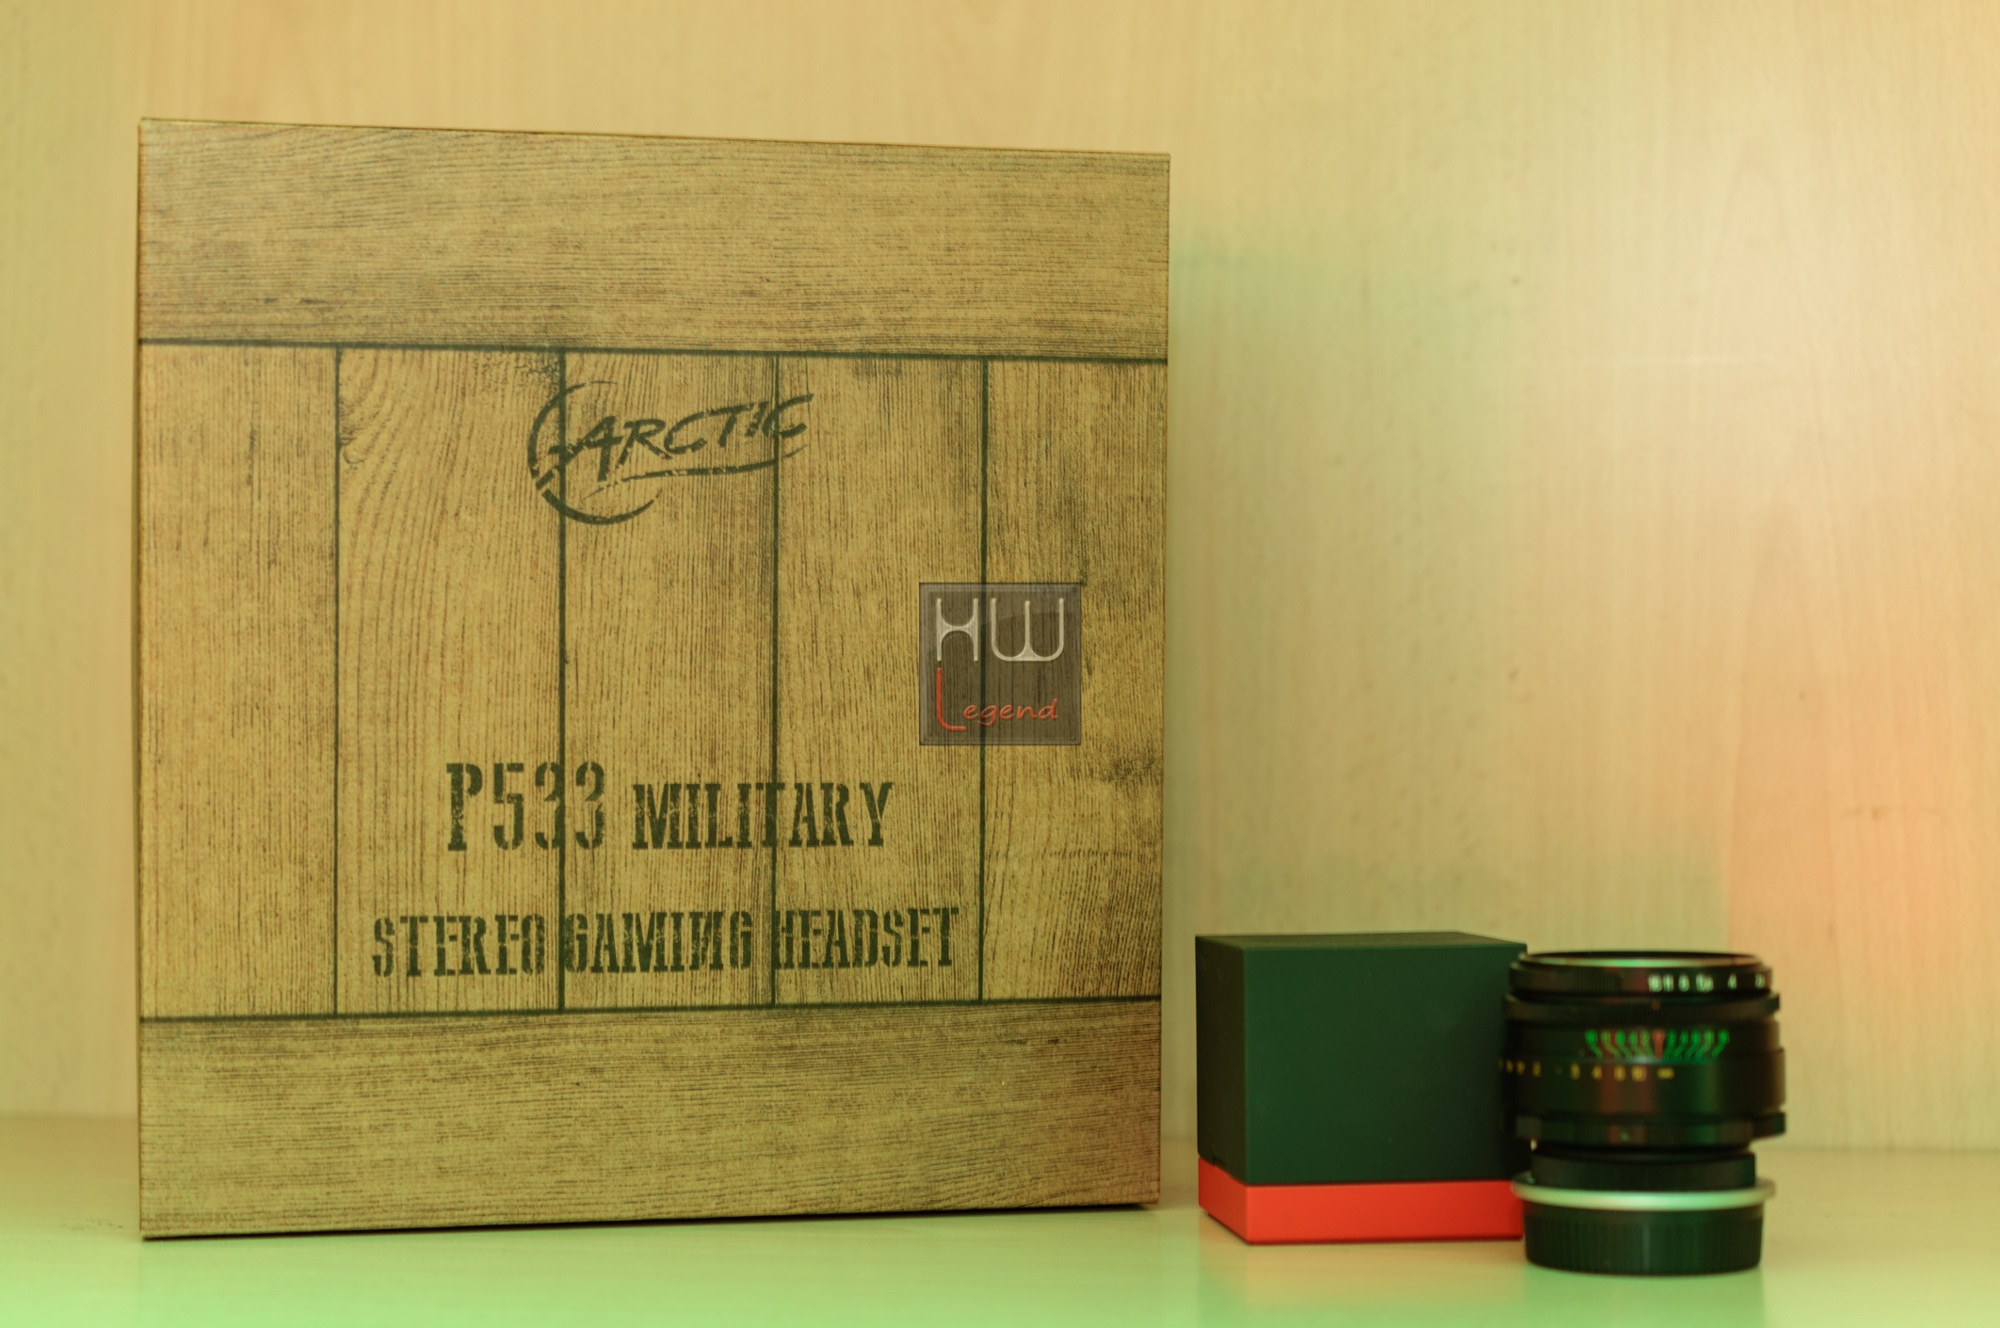 ARCTIC
HW
Legend
P533 MILITARY
STEREO GAMING HEADSET